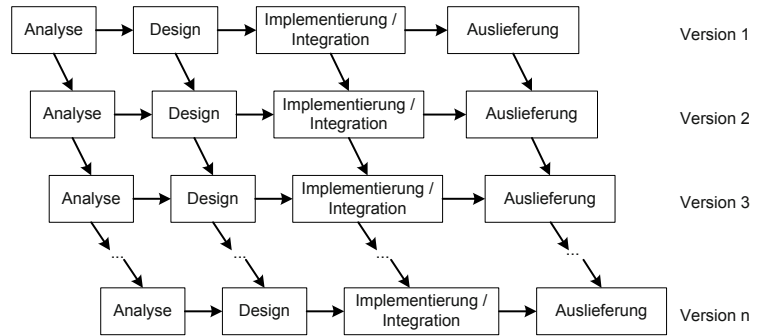 Analyse
Design
Implementierung /
Integration
Auslieferung
Version 1
Analyse
Design
Implementierung /
Integration
Auslieferung
Version 2
Analyse
Design
Implementierung /
Integration
Auslieferung
Version 3
...
...
...
...
Analyse
Design
Implementierung /
Integration
Auslieferung
Version n